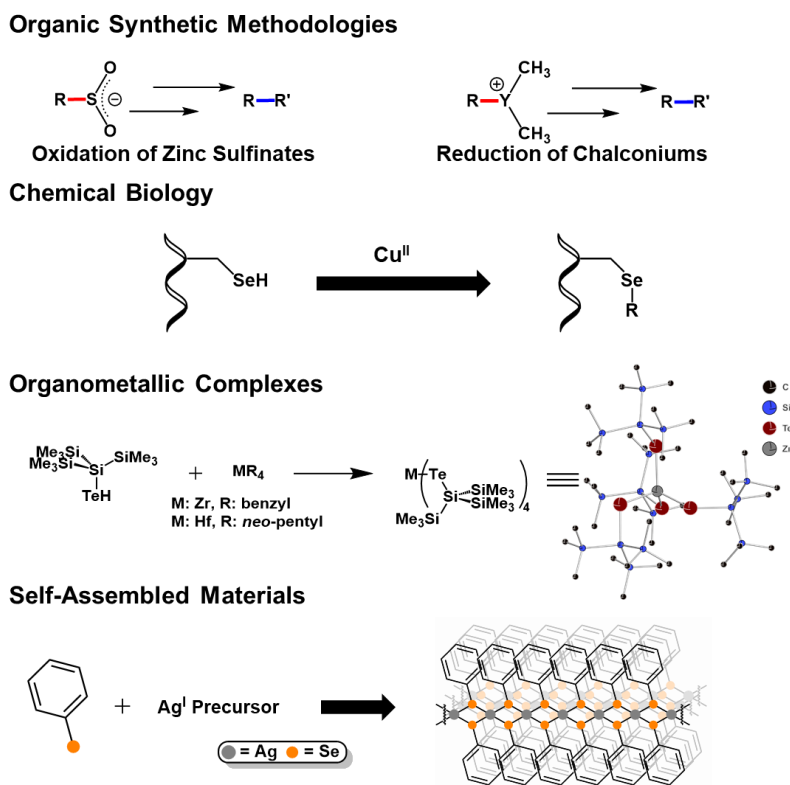 Organic Synthetic Methodologies
O
R S ⊖
O
R R'
CH3
⊕
R Y
CH3
R R'
Oxidation of Zinc Sulfinates
Reduction of Chalconiums
Chemical Biology
SeH
CuII
Se
R
Organometallic Complexes
Me3Si
Me3Si Si SiMe3
TeH
+ MR4
M: Zr, R: benzyl
M: Hf, R: neo-pentyl
M Te
Si SiMe3
SiMe3
Me3Si
4
C
Si
Self-Assembled Materials
+ AgI Precursor
= Ag = Se